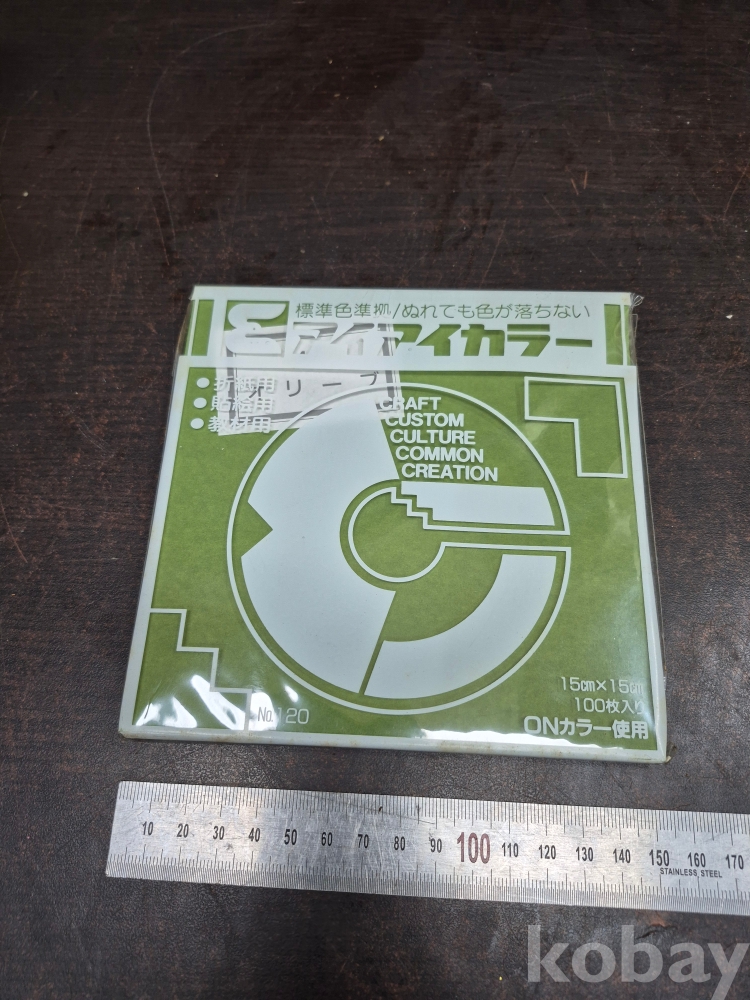 標準色準拠/ぬれても色が落ちない
アイアイカラー
● 折紙用
● 貼絵用
● 教材用
オリーブ
CRAFT
CUSTOM
CULTURE
COMMON
CREATION
15cm×15cm
100枚入り
ONカラー使用
No.120
10 20 30 40 50 60 70 80 90 100 110 120 130 140 150 160 170
STAINLESS STEEL
kobay